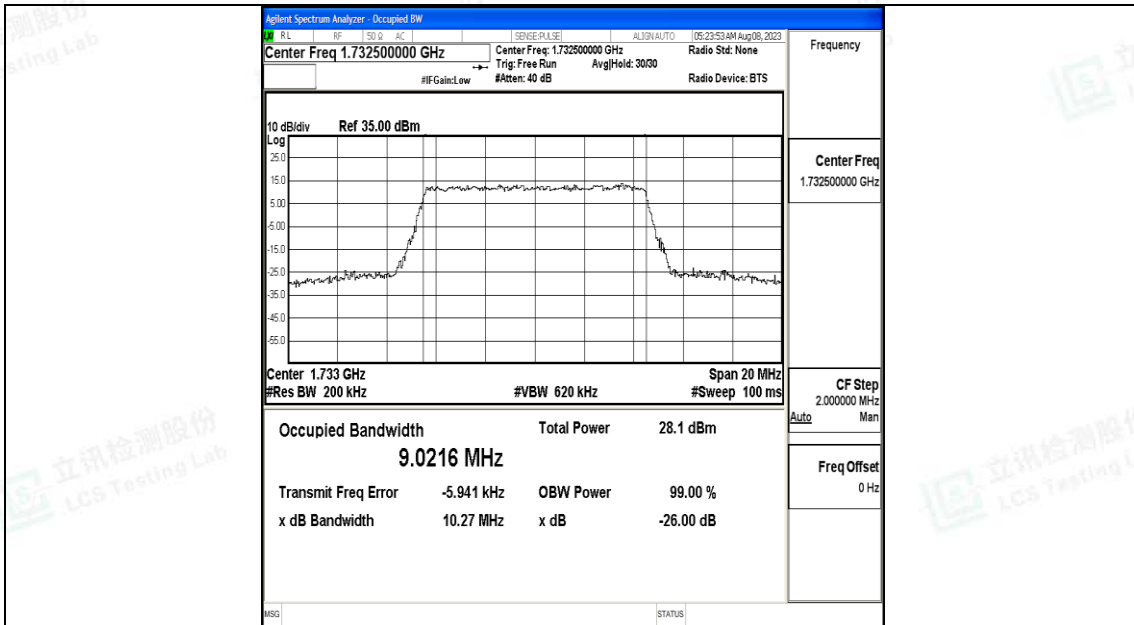 Agilent Spectrum Analyzer - Occupied BW
RL RF 50 Ω AC SENSE:PULSE ALIGN AUTO 05:23:53 AM Aug 08, 2023
Center Freq 1.732500000 GHz
Center Freq: 1.732500000 GHz
Radio Std: None
Trig: Free Run
Avg|Hold: 30/30
#IFGain:Low
#Atten: 40 dB
Radio Device: BTS
Frequency
10 dB/div Ref 35.00 dBm
Log
25.0
15.0
5.00
-5.00
-15.0
-25.0
-35.0
-45.0
-55.0
Center Freq
1.732500000 GHz
Center 1.733 GHz
Span 20 MHz
#Res BW 200 kHz
#VBW 620 kHz
#Sweep 100 ms
CF Step
2.000000 MHz
Auto Man
Freq Offset
0 Hz
Occupied Bandwidth
9.0216 MHz
Total Power 28.1 dBm
Transmit Freq Error -5.941 kHz
OBW Power 99.00 %
x dB Bandwidth 10.27 MHz
x dB -26.00 dB
MSG
STATUS
立讯检测股份
LCS Testing Lab
立讯检测股份